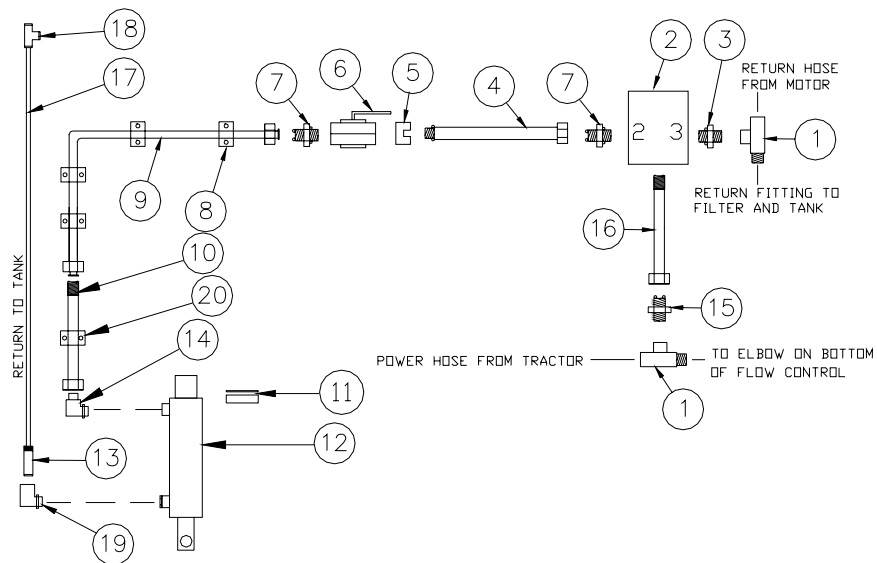 18
17
7
6
5
4
7
2
3
RETURN HOSE
FROM MOTOR
1
2 3
RETURN FITTING TO
FILTER AND TANK
9
8
16
10
20
15
14
RETURN TO TANK
POWER HOSE FROM TRACTOR
TO ELBOW ON BOTTOM
OF FLOW CONTROL
1
11
12
13
19